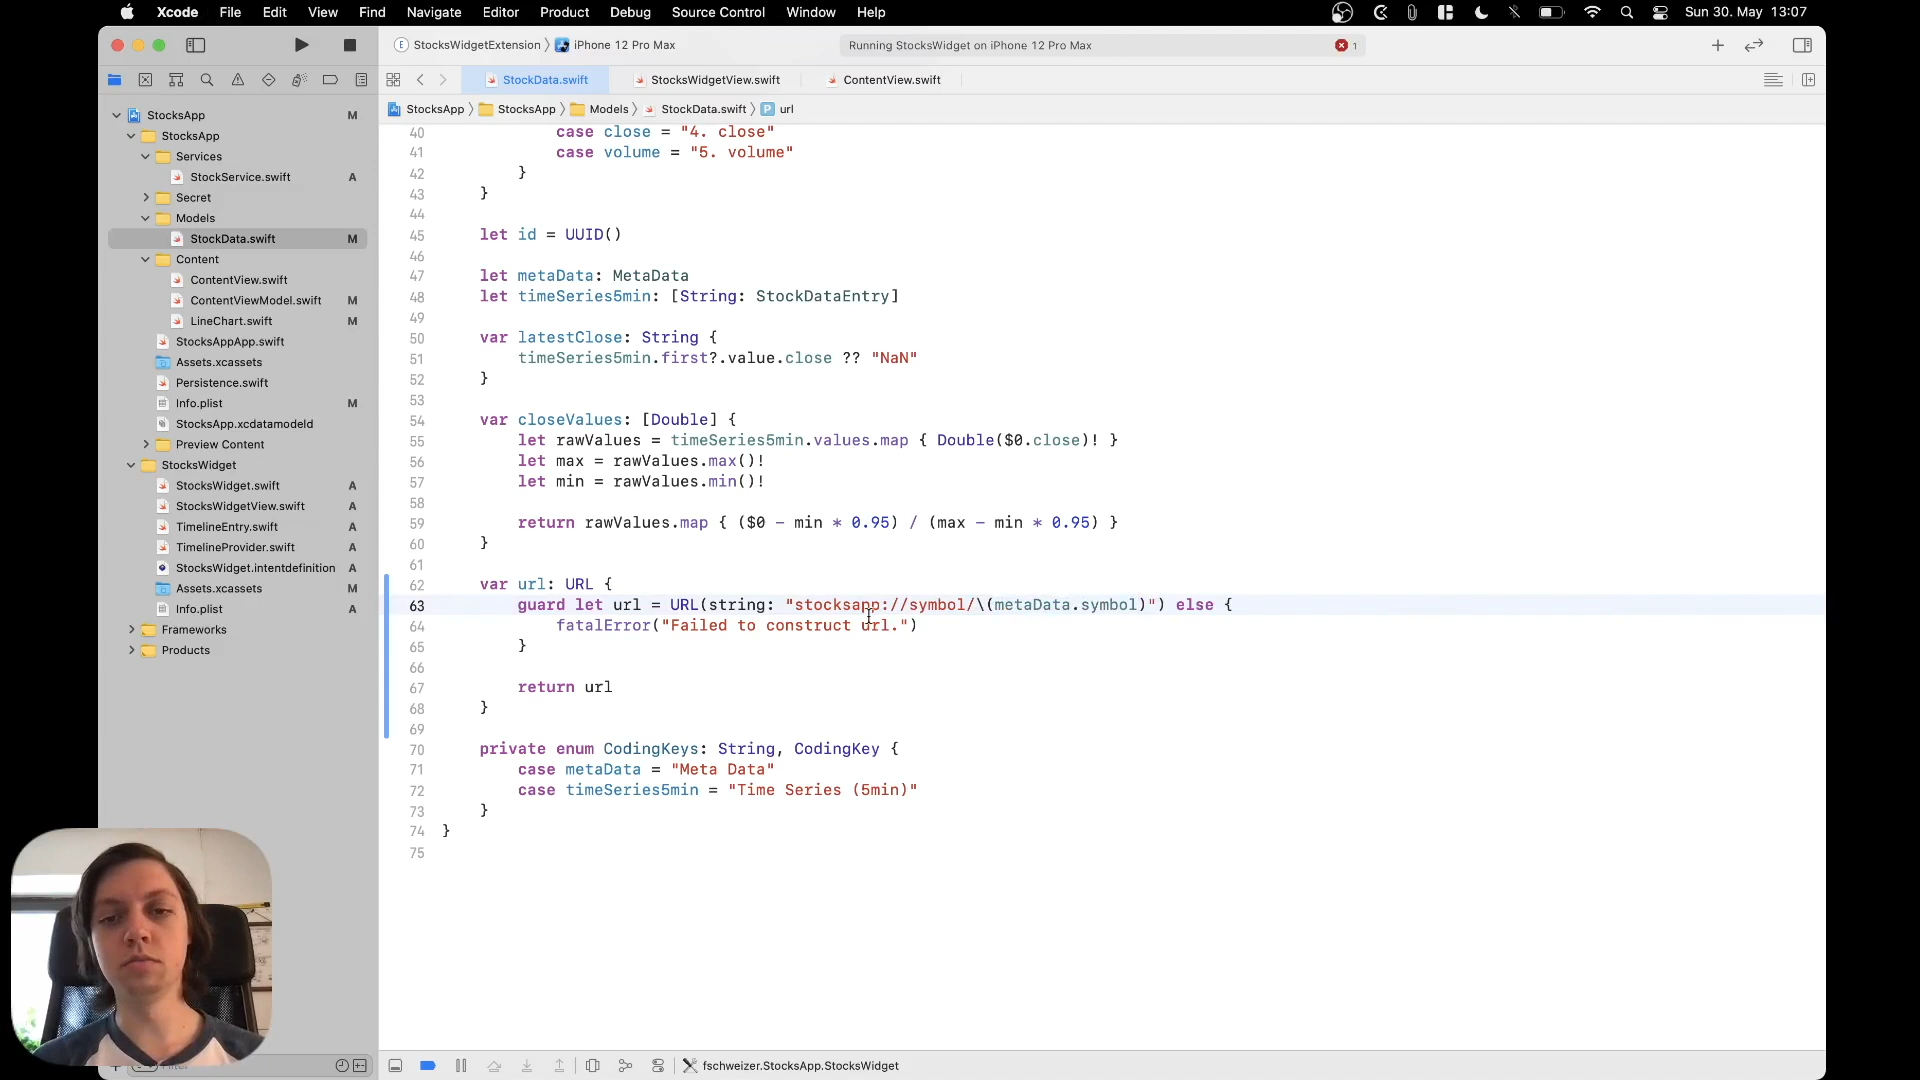 Xcode File Edit View Find Navigate Editor Product Debug Source Control Window Help
Sun 30. May 13:07
StocksWidgetExtension iPhone 12 Pro Max
Running StocksWidget on iPhone 12 Pro Max
1
StockData.swift
StocksWidgetView.swift
ContentView.swift
StocksApp StocksApp Models StockData.swift P url
StocksApp M
StocksApp
Services
StockService.swift A
Secret
Models
StockData.swift M
Content
ContentView.swift
ContentViewModel.swift M
LineChart.swift M
StocksAppApp.swift
Assets.xcassets
Persistence.swift
Info.plist M
StocksApp.xcdatamodeld
Preview Content
StocksWidget
StocksWidget.swift A
StocksWidgetView.swift A
TimelineEntry.swift A
TimelineProvider.swift A
StocksWidget.intentdefinition A
Assets.xcassets M
Info.plist A
Frameworks
Products
40 case close = "4. close"
41 case volume = "5. volume"
42 }
43 }
44
45 let id = UUID()
46
47 let metaData: MetaData
48 let timeSeries5min: [String: StockDataEntry]
49
50 var latestClose: String {
51 timeSeries5min.first?.value.close ?? "NaN"
52 }
53
54 var closeValues: [Double] {
55 let rawValues = timeSeries5min.values.map { Double($0.close)! }
56 let max = rawValues.max()!
57 let min = rawValues.min()!
58
59 return rawValues.map { ($0 - min * 0.95) / (max - min * 0.95) }
60 }
61
62 var url: URL {
63 guard let url = URL(string: "stocksapp://symbol/\(metaData.symbol)") else {
64 fatalError("Failed to construct url.")
65 }
66
67 return url
68 }
69
70 private enum CodingKeys: String, CodingKey {
71 case metaData = "Meta Data"
72 case timeSeries5min = "Time Series (5min)"
73 }
74 }
75
Filter
fschweizer.StocksApp.StocksWidget